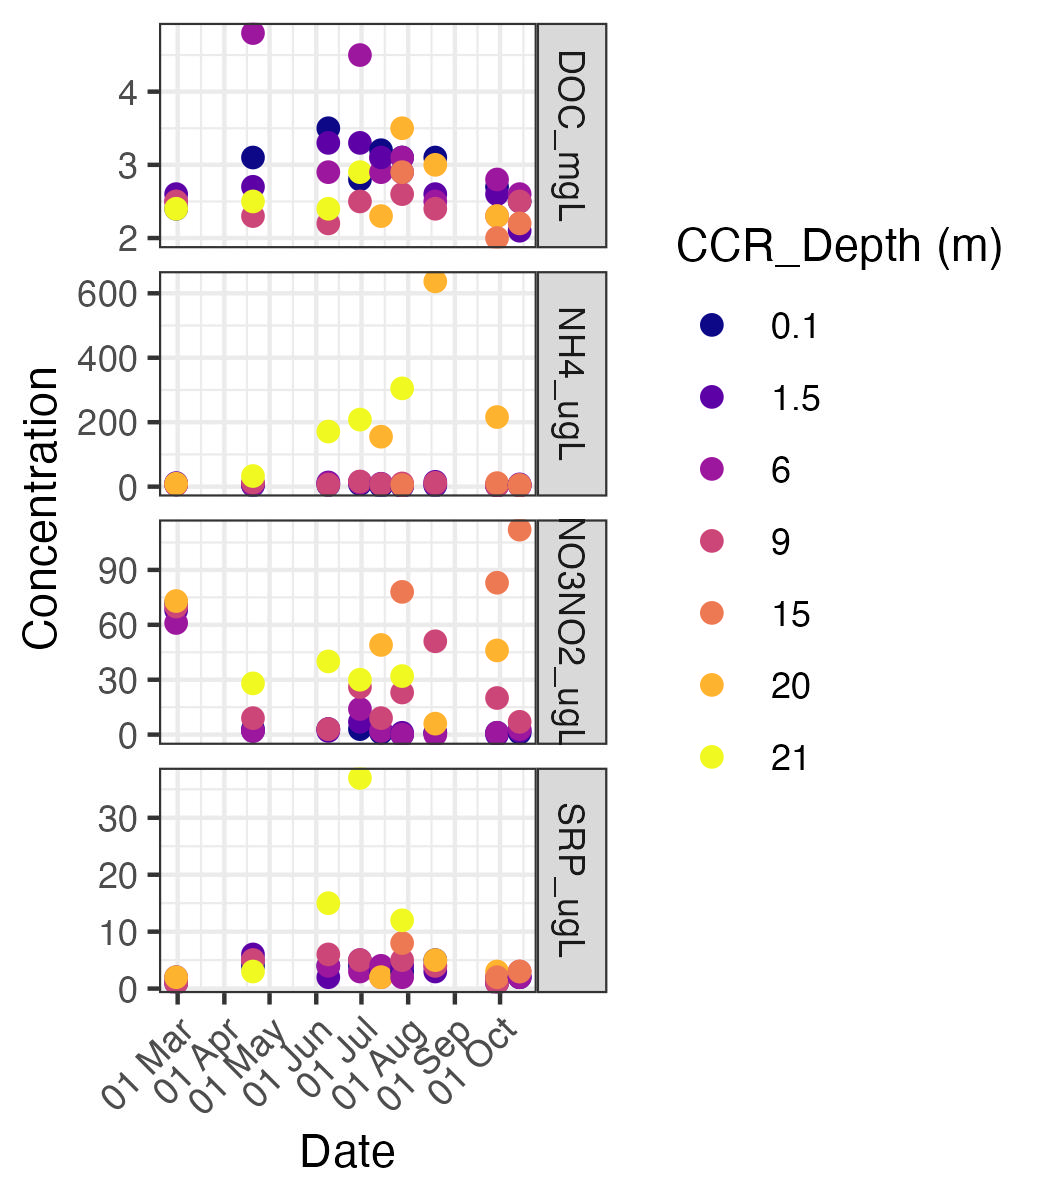 4
3
2
DOC_mgL
600
400
200
0
NH4_ugL
90
60
30
0
NO3NO2_ugL
30
20
10
0
SRP_ugL
Concentration
01 Mar
01 Apr
01 May
01 Jun
01 Jul
01 Aug
01 Sep
01 Oct
Date
CCR_Depth (m)
0.1
1.5
6
9
15
20
21